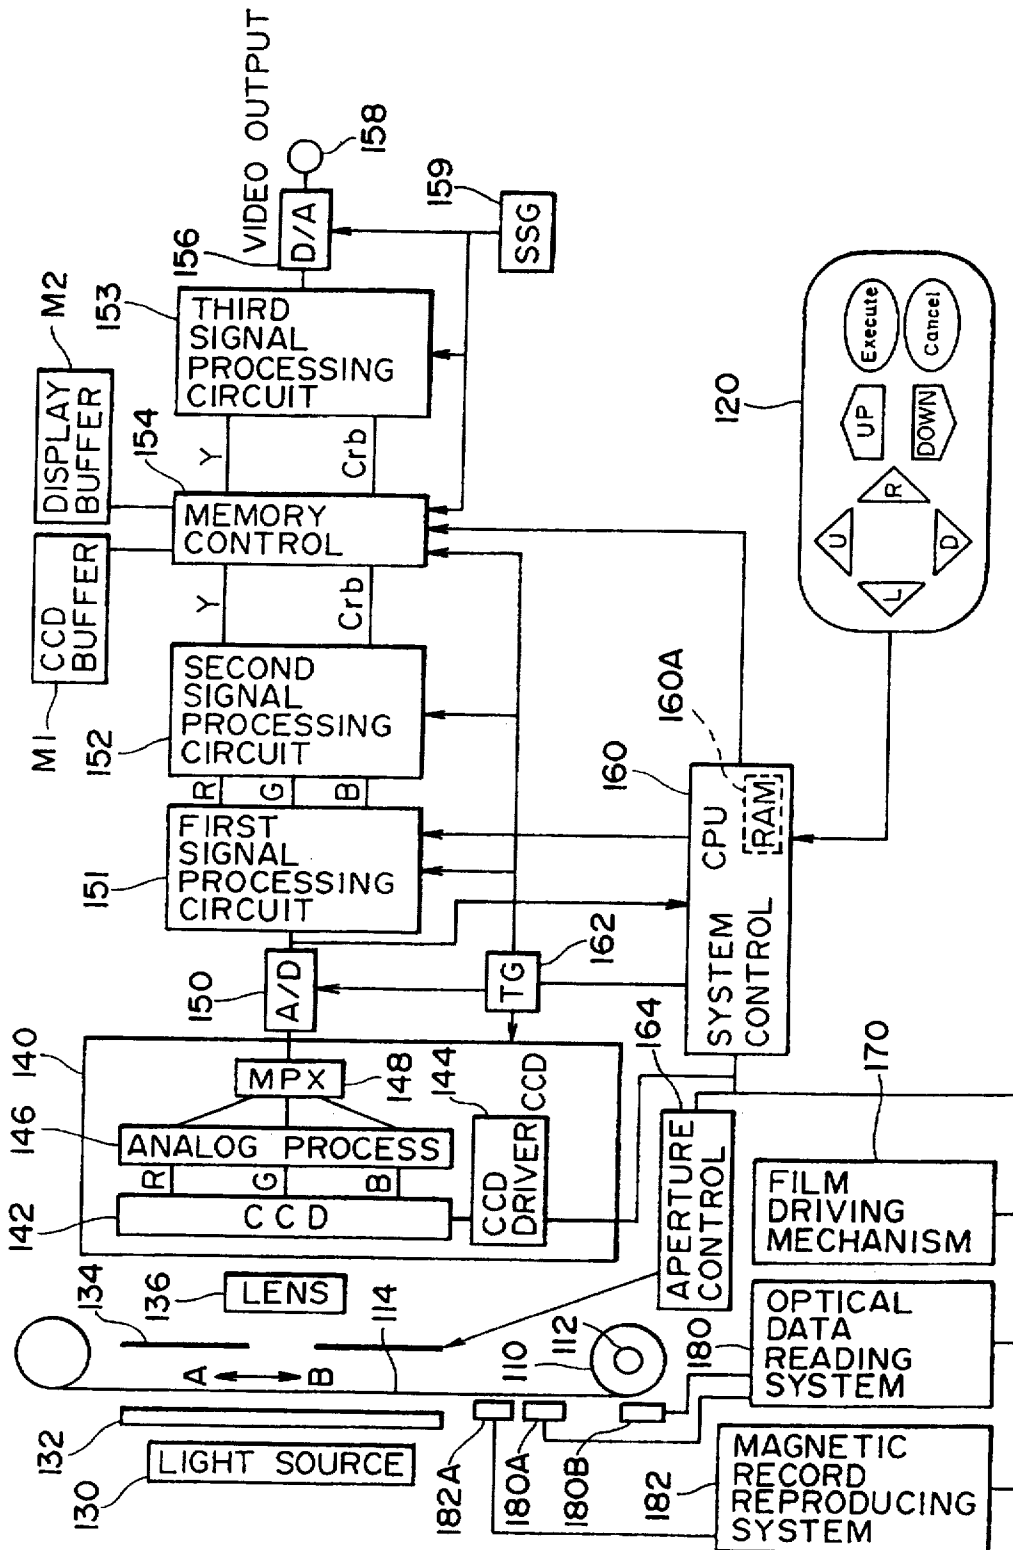 VIDEO OUTPUT
158
D/A
156
159
SSG
M2
DISPLAY
BUFFER
153
THIRD
SIGNAL
PROCESSING
CIRCUIT
Y
Crb
154
MEMORY
CONTROL
M1
CCD
BUFFER
Y
Crb
152
SECOND
SIGNAL
PROCESSING
CIRCUIT
R
G
B
151
FIRST
SIGNAL
PROCESSING
CIRCUIT
150
A/D
162
TG
120
UP
DOWN
Execute
Cancel
U
L
R
D
160
160A
CPU
RAM
SYSTEM
CONTROL
140
MPX
148
146
ANALOG PROCESS
144
CCD
DRIVER
CCD
R
G
B
142
CCD
164
APERTURE
CONTROL
170
FILM
DRIVING
MECHANISM
134
136
LENS
114
A
B
110
112
132
130
LIGHT SOURCE
182A
180A
180B
180
OPTICAL
DATA
READING
SYSTEM
182
MAGNETIC
RECORD
REPRODUCING
SYSTEM